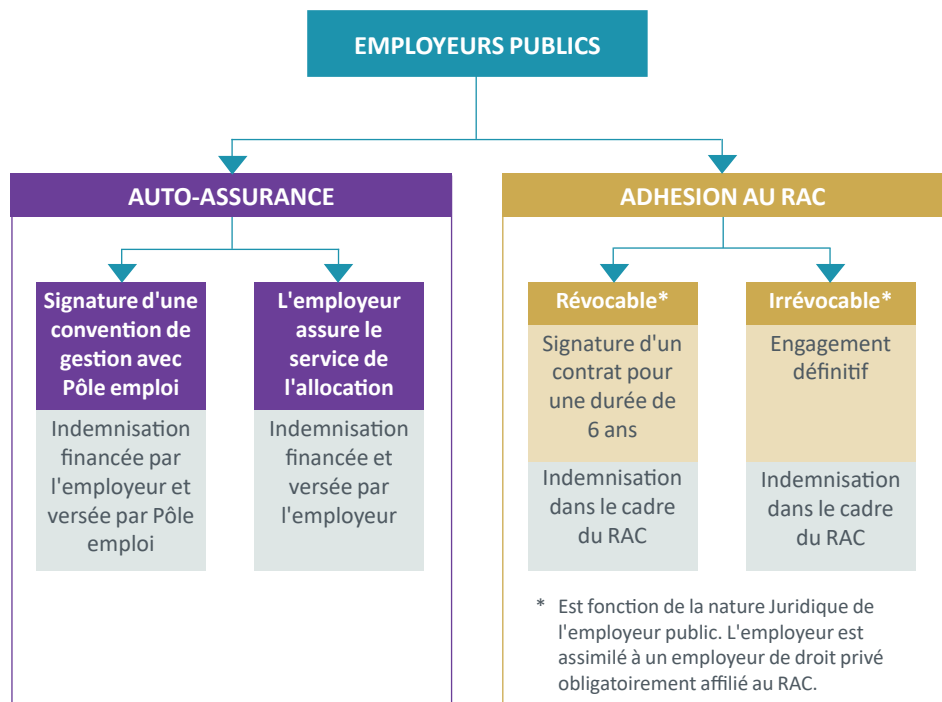 EMPLOYEURS PUBLICS
AUTO-ASSURANCE
Signature d'une
convention de
gestion avec
Pôle emploi
Indemnisation
financée par
l'employeur et
versée par Pôle
emploi
L'employeur
assure le
service de
l'allocation
Indemnisation
financée et
versée par
l'employeur
ADHESION AU RAC
Révocable*
Signature d'un
contrat pour
une durée de
6 ans
Indemnisation
dans le cadre
du RAC
Irrévocable*
Engagement
définitif
Indemnisation
dans le cadre
du RAC
* Est fonction de la nature Juridique de
l'employeur public. L'employeur est
assimilé à un employeur de droit privé
obligatoirement affilié au RAC.